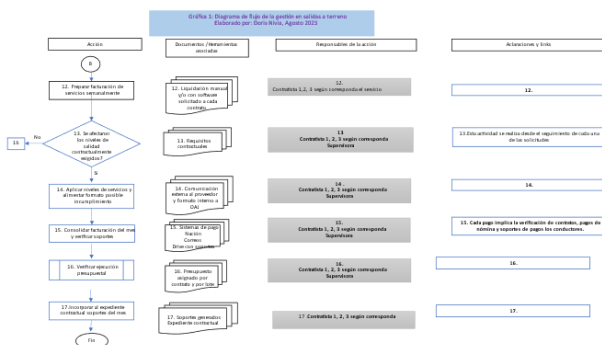 Gráfica 1: Diagrama de flujo de la gestión en salidas a terreno
Elaborado por: Doris Nivia, Agosto 2023
Acción
Documentos /Herramientas
asociadas
Responsables de la acción
Aclaraciones y links
B
12. Preparar facturación de
servicios semanalmente
12. Liquidación manual
y/o con software
solicitado a cada
contrato
12.
Contratista 1, 2, 3 según corresponda el servicio
12.
13. Se afectaron
los niveles de
calidad
contractualmente
exigidos?
No
Si
13. Requisitos
contractuales
13
Contratista 1, 2, 3 según corresponda
Supervisora
13.Esta actividad se realiza desde el seguimiento de cada una
de las solicitudes
14. Aplicar niveles de servicio y
alimentar formato posible
incumplimiento
14. Comunicación
externa al proveedor
y formato interno a
OAJ
14 .
Contratista 1, 2, 3 según corresponda
Supervisora
14.
15. Consolidar facturación del mes
y verificar soportes
15. Sistemas de pago
Nación
Correos
15.
Contratista 1, 2, 3 según corresponda
Supervisora
15. Cada pago implica la verificación de contratos, pagos de
nómina y soportes de pagos los conductores.
16. Verificar ejecución
presupuestal
16. Presupuesto
asignado por
contrato y por lote
16.
Contratista 1, 2, 3 según corresponda
Supervisora
16.
17.Incorporar al expediente
contractual soportes del mes
17. Soportes generados
Expediente contractual
17 .Contratista 1, 2, 3 según corresponda
17.
Fin